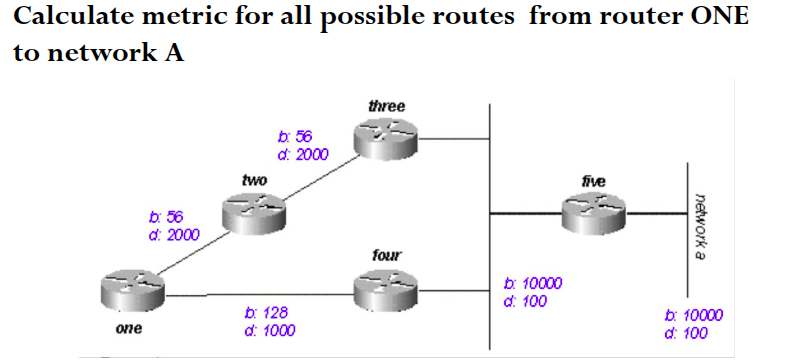 Calculate metric for all possible routes from router ONE
to network A
three
b: 56
d: 2000
two
five
b: 56
d: 2000
network a
four
b: 10000
d: 100
b: 128
d: 1000
b: 10000
d: 100
one